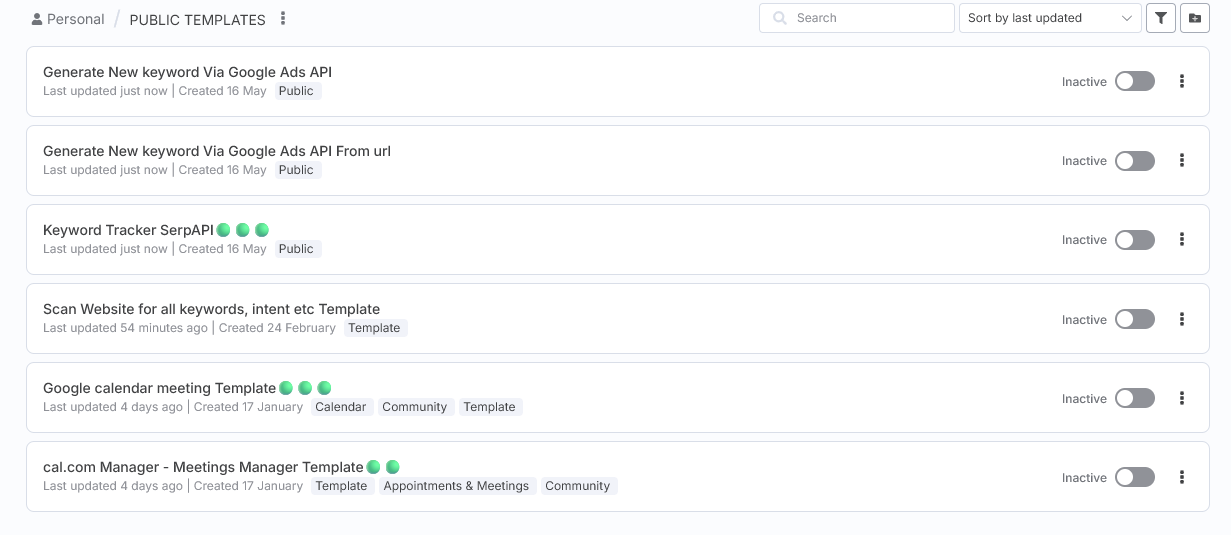 Personal / PUBLIC TEMPLATES
Search
Sort by last updated
Generate New keyword Via Google Ads API
Last updated just now | Created 16 May Public
Inactive
Generate New keyword Via Google Ads API From url
Last updated just now | Created 16 May Public
Inactive
Keyword Tracker SerpAPI
Last updated just now | Created 16 May Public
Inactive
Scan Website for all keywords, intent etc Template
Last updated 54 minutes ago | Created 24 February Template
Inactive
Google calendar meeting Template
Last updated 4 days ago | Created 17 January Calendar Community Template
Inactive
cal.com Manager - Meetings Manager Template
Last updated 4 days ago | Created 17 January Template Appointments & Meetings Community
Inactive